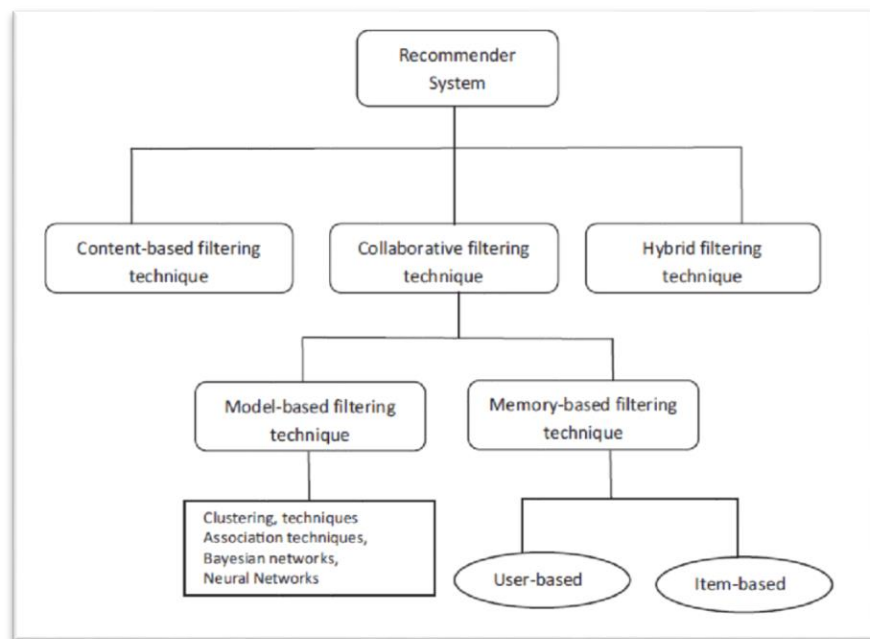 Recommender
System
Content-based filtering
technique
Collaborative filtering
technique
Hybrid filtering
technique
Model-based filtering
technique
Memory-based filtering
technique
Clustering, techniques
Association techniques,
Bayesian networks,
Neural Networks
User-based
Item-based